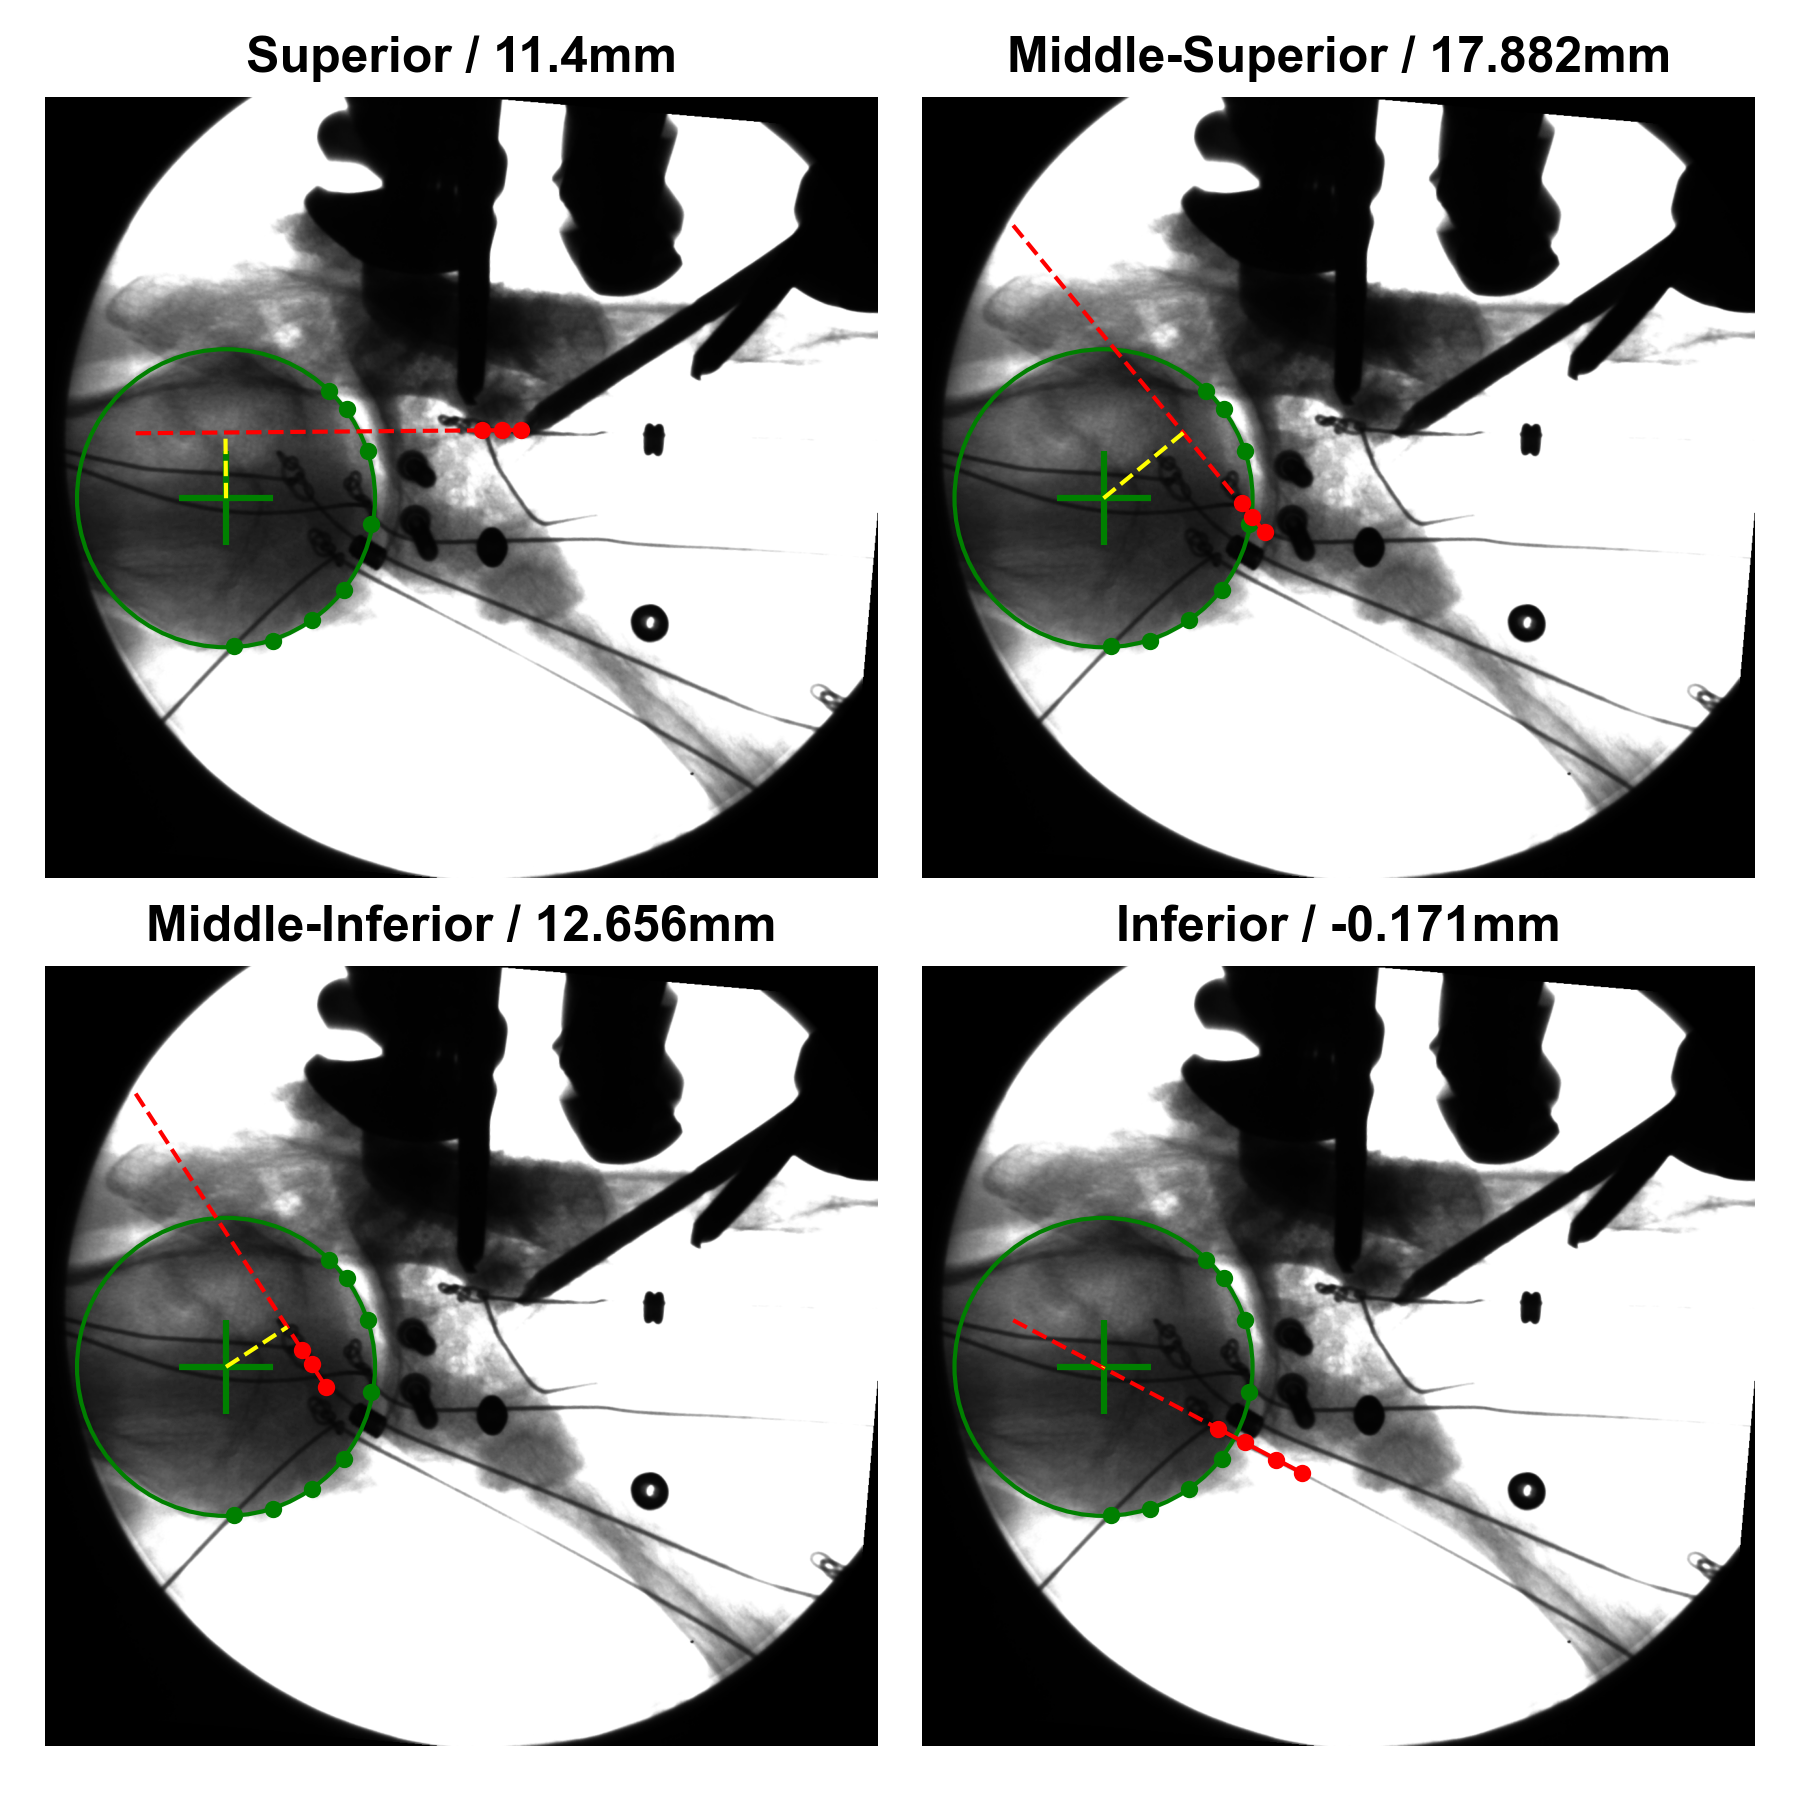 Superior / 11.4mm
Middle-Superior / 17.882mm
Middle-Inferior / 12.656mm
Inferior / -0.171mm